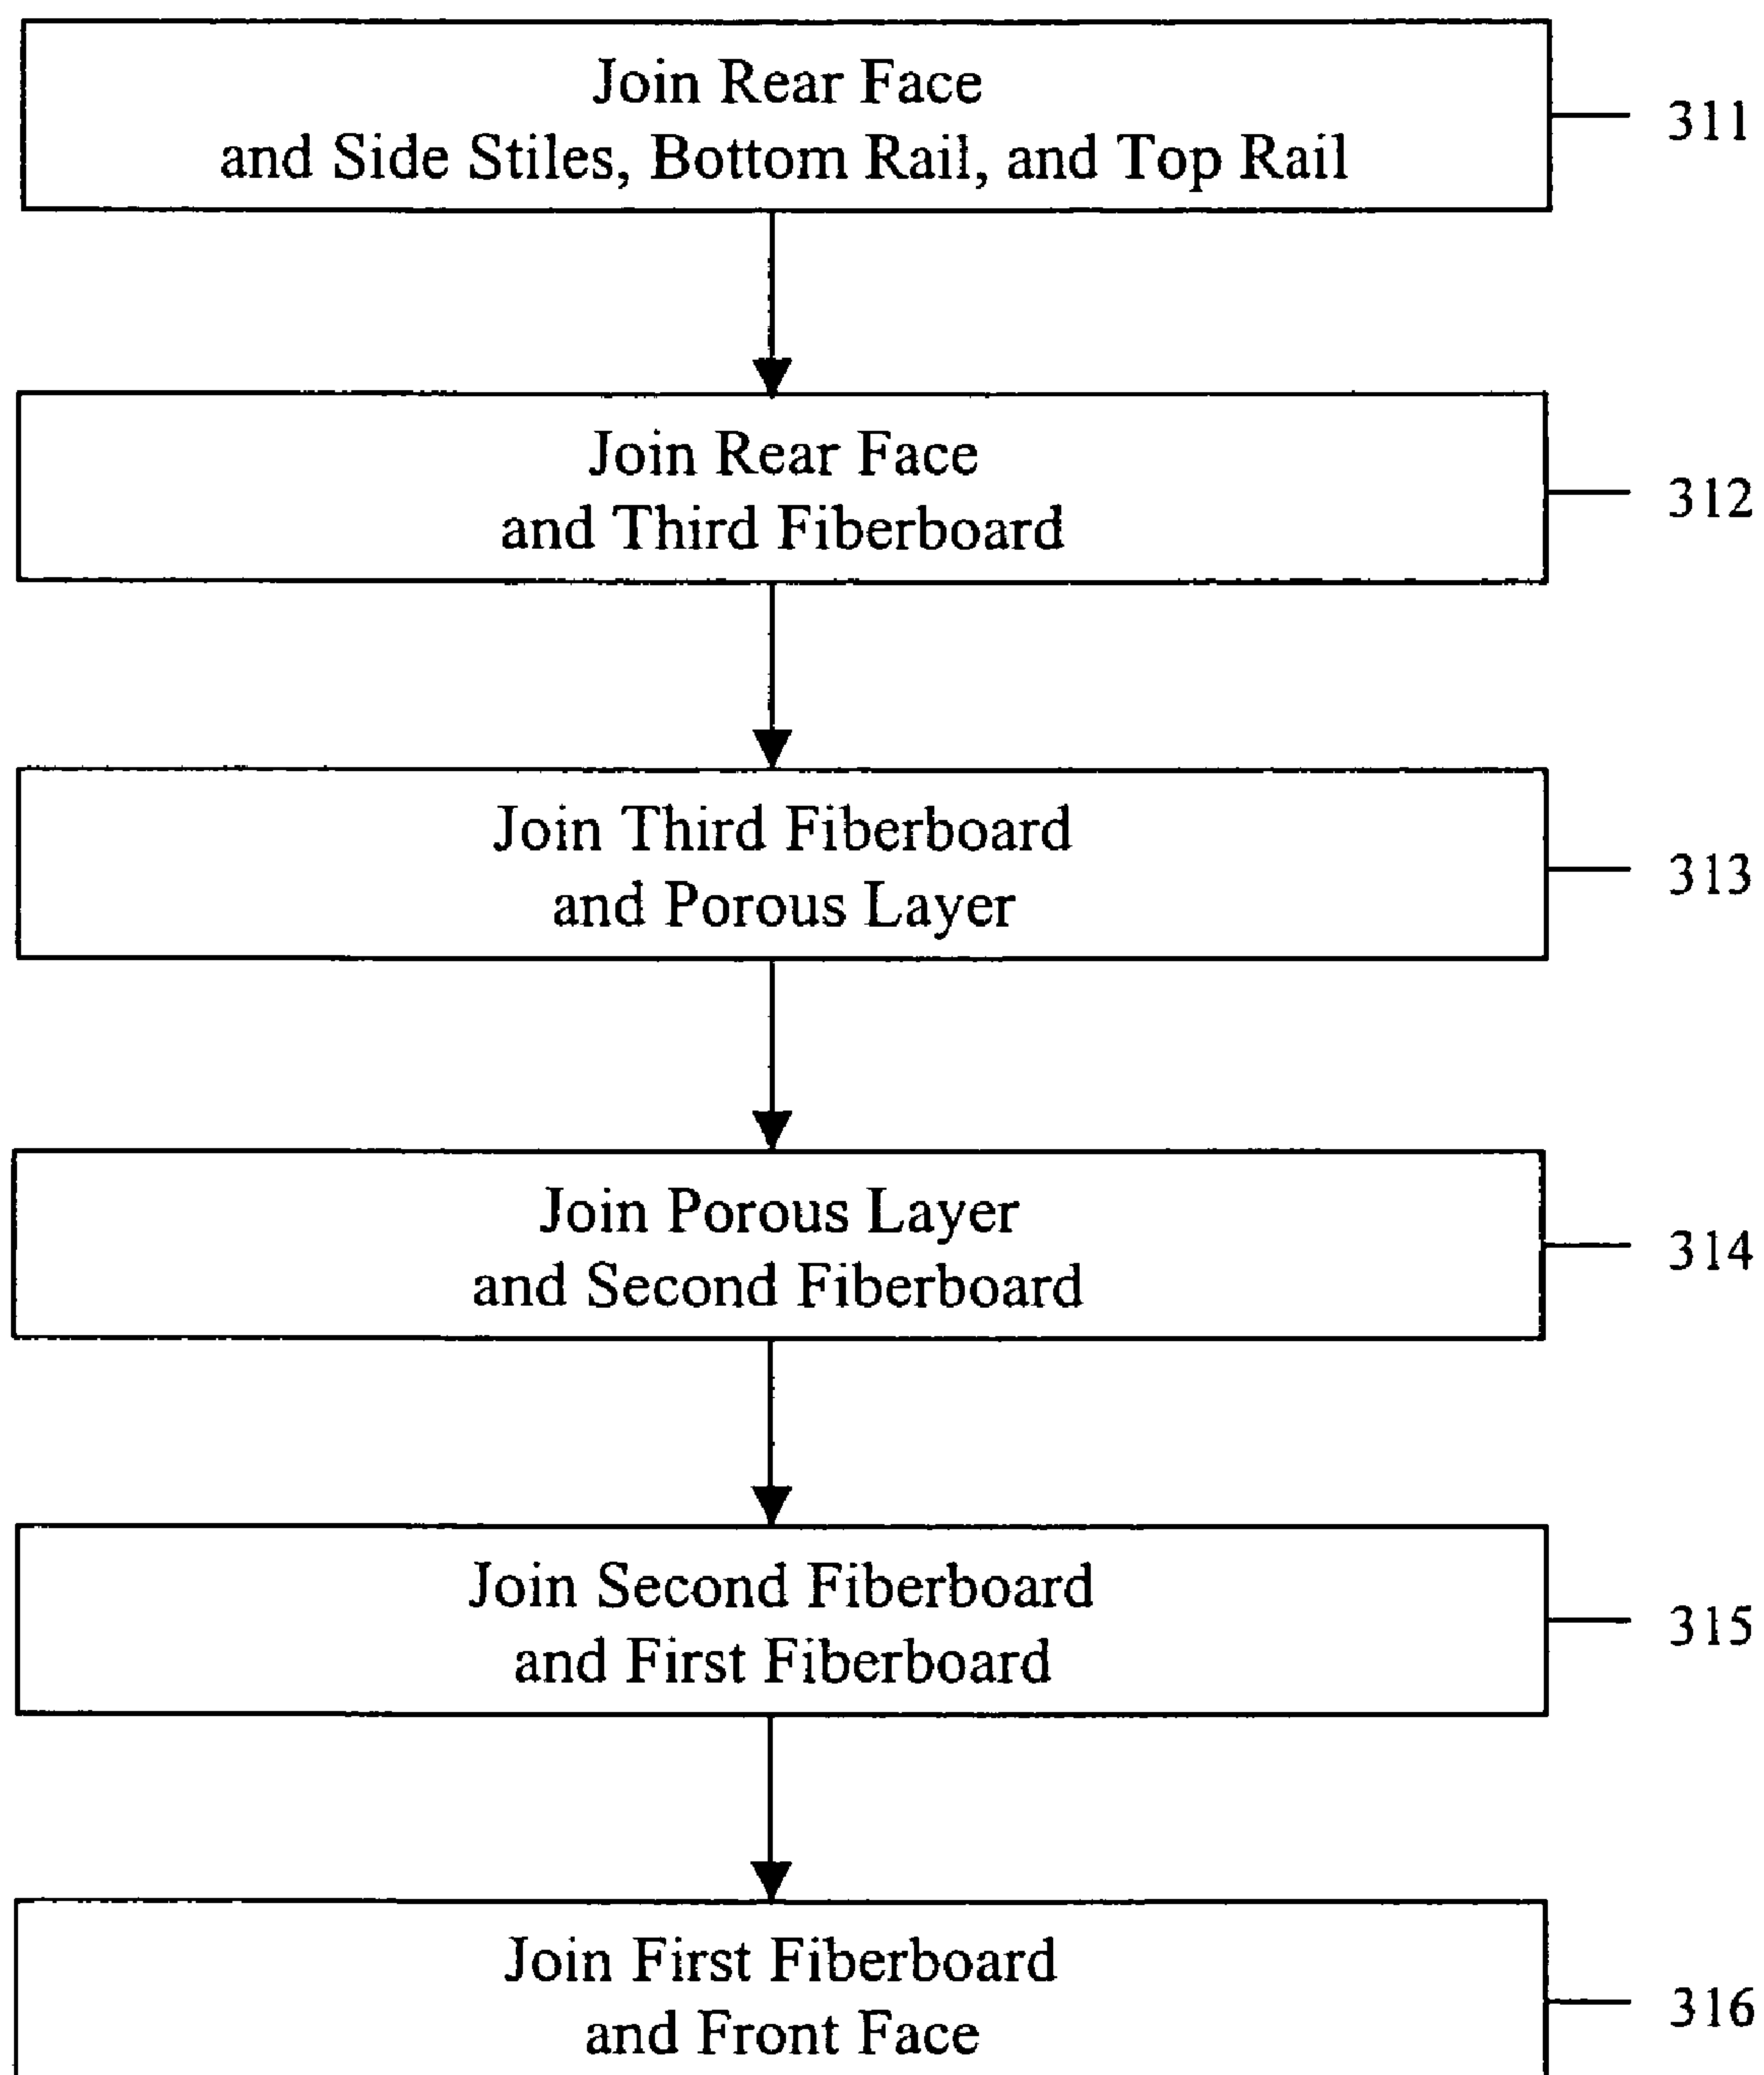 Join Rear Face
and Side Stiles, Bottom Rail, and Top Rail
311
Join Rear Face
and Third Fiberboard
312
Join Third Fiberboard
and Porous Layer
313
Join Porous Layer
and Second Fiberboard
314
Join Second Fiberboard
and First Fiberboard
315
Join First Fiberboard
and Front Face
316